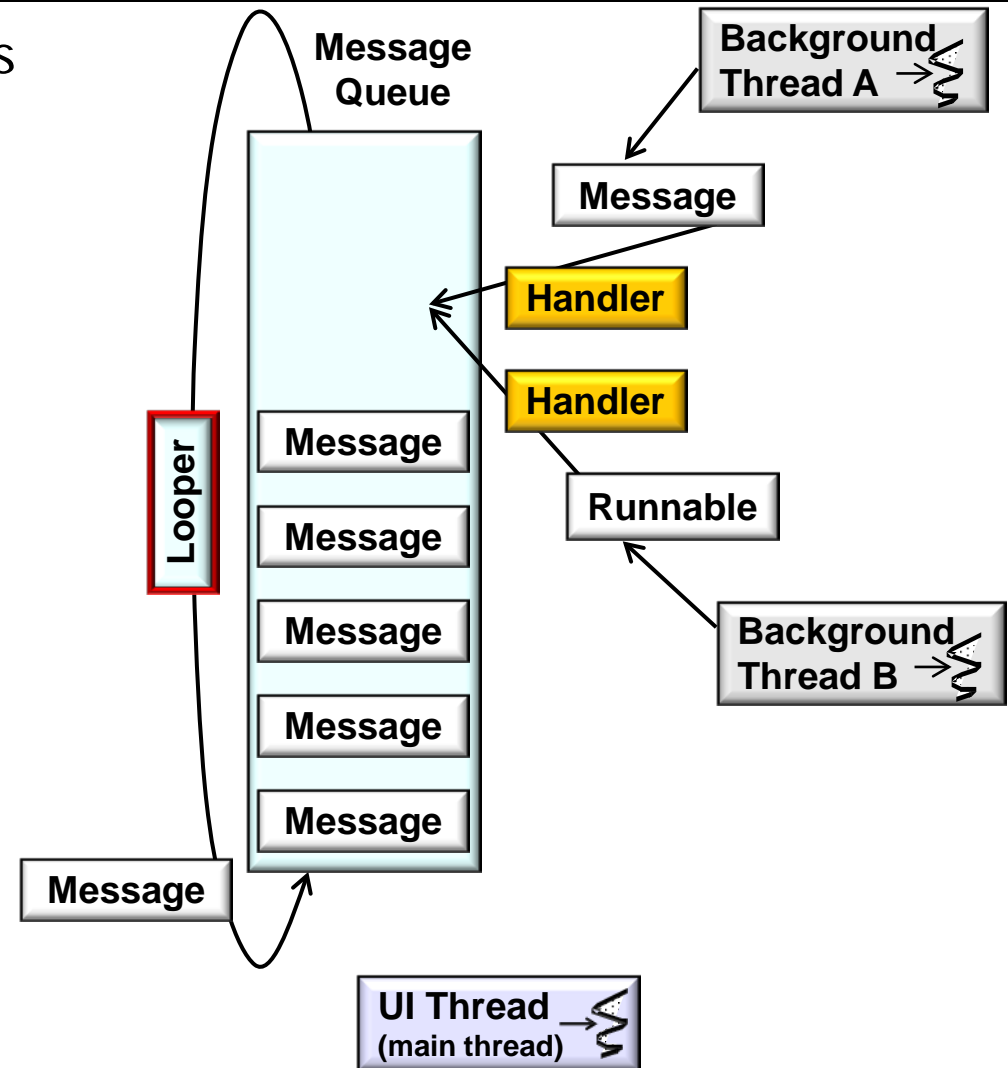 s
Message
Queue
Background
Thread A
Message
Handler
Handler
Message
Looper
Runnable
Message
Message
Background
Thread B
Message
Message
Message
UI Thread
(main thread)